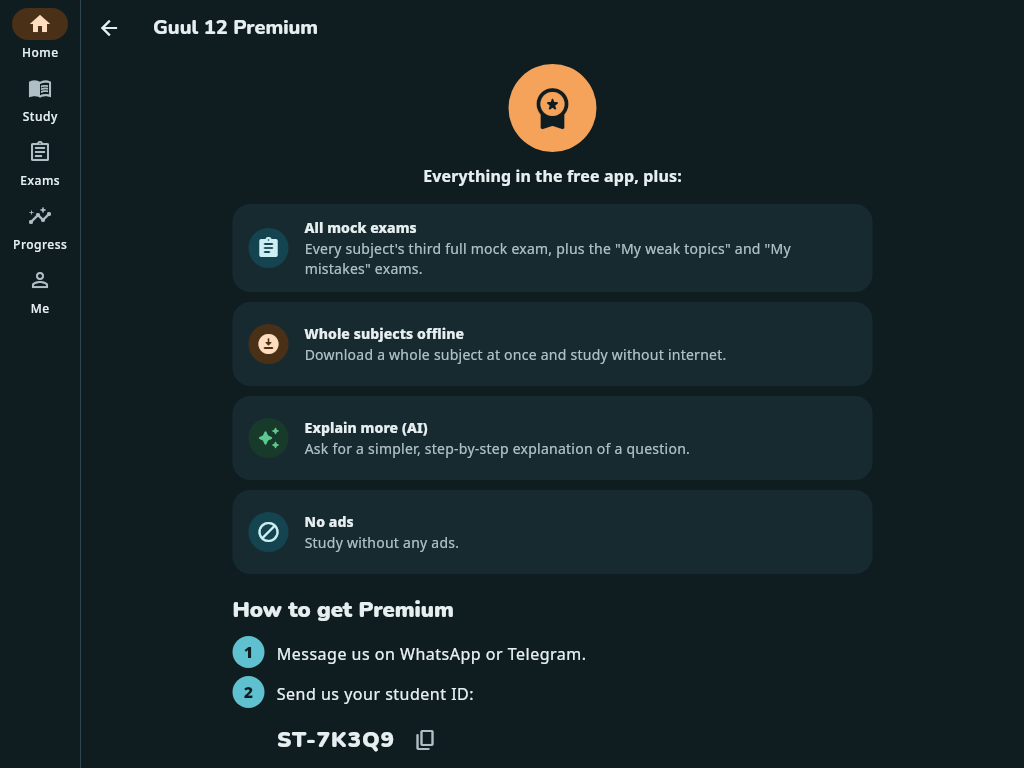 Guul 12 Premium
Home
Study
Exams
Progress
Me
Everything in the free app, plus:
All mock exams
Every subject's third full mock exam, plus the "My weak topics" and "My
mistakes" exams.
Whole subjects offline
Download a whole subject at once and study without internet.
Explain more (AI)
Ask for a simpler, step-by-step explanation of a question.
No ads
Study without any ads.
How to get Premium
1 Message us on WhatsApp or Telegram.
2 Send us your student ID:
ST-7K3Q9